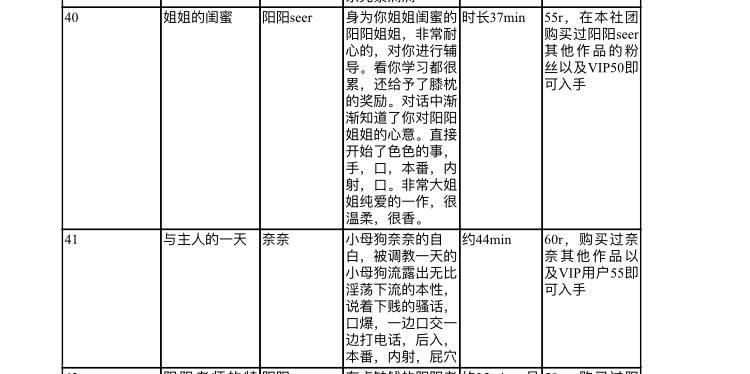 40
姐姐的闺蜜
阳阳seer
身为你姐姐闺蜜的
阳阳姐姐，非常耐
心的，对你进行辅
导。看你学习都很
累，还给予了膝枕
的奖励。对话中渐
渐知道了你对阳阳
姐姐的心意。直接
开始了色色的事，
手，口，本番，内
射，口。非常大姐
姐纯爱的一作，很
温柔，很香。
时长37min
55r，在本社团
购买过阳阳seer
其他作品的粉
丝以及VIP50即
可入手
41
与主人的一天
奈奈
小母狗奈奈的自
白，被调教一天的
小母狗流露出无比
淫荡下流的本性，
说着下贱的骚话，
口爆，一边口交一
边打电话，后入，
本番，内射，屁穴
约44min
60r，购买过奈
奈其他作品以
及VIP用户55即
可入手